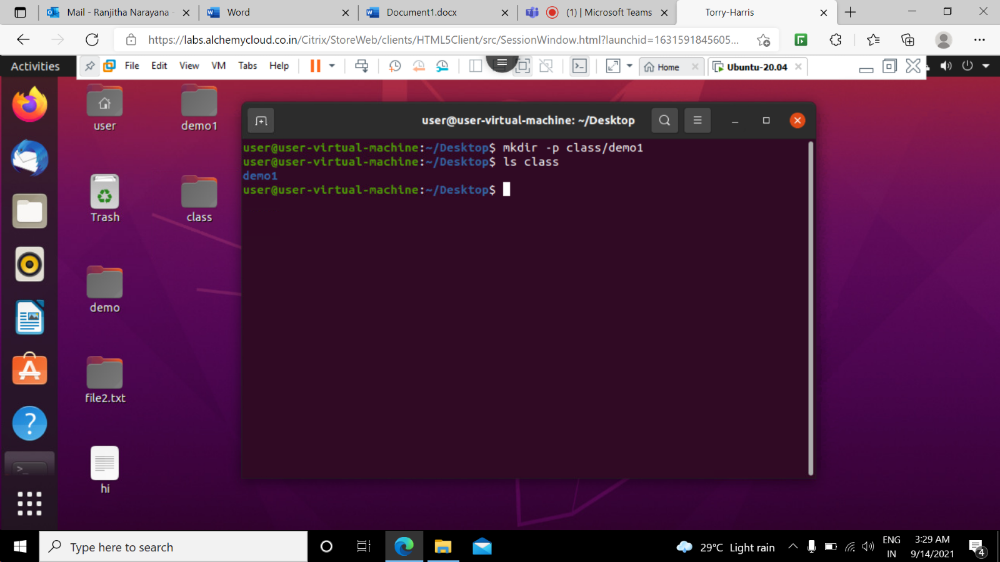 Mail - Ranjitha Narayana - Word Document1.docx (1) | Microsoft Teams Torry-Harris
https://labs.alchemycloud.co.in/Citrix/StoreWeb/clients/HTML5Client/src/SessionWindow.html?launchid=1631591845605...
Activities File Edit View VM Tabs Help Home Ubuntu-20.04
user demo1
user@user-virtual-machine: ~/Desktop
user@user-virtual-machine:~/Desktop$ mkdir -p class/demo1
user@user-virtual-machine:~/Desktop$ ls class
demo1
user@user-virtual-machine:~/Desktop$
Trash class
demo
file2.txt
hi
Type here to search 29°C Light rain ENG 3:29 AM
IN 9/14/2021 4